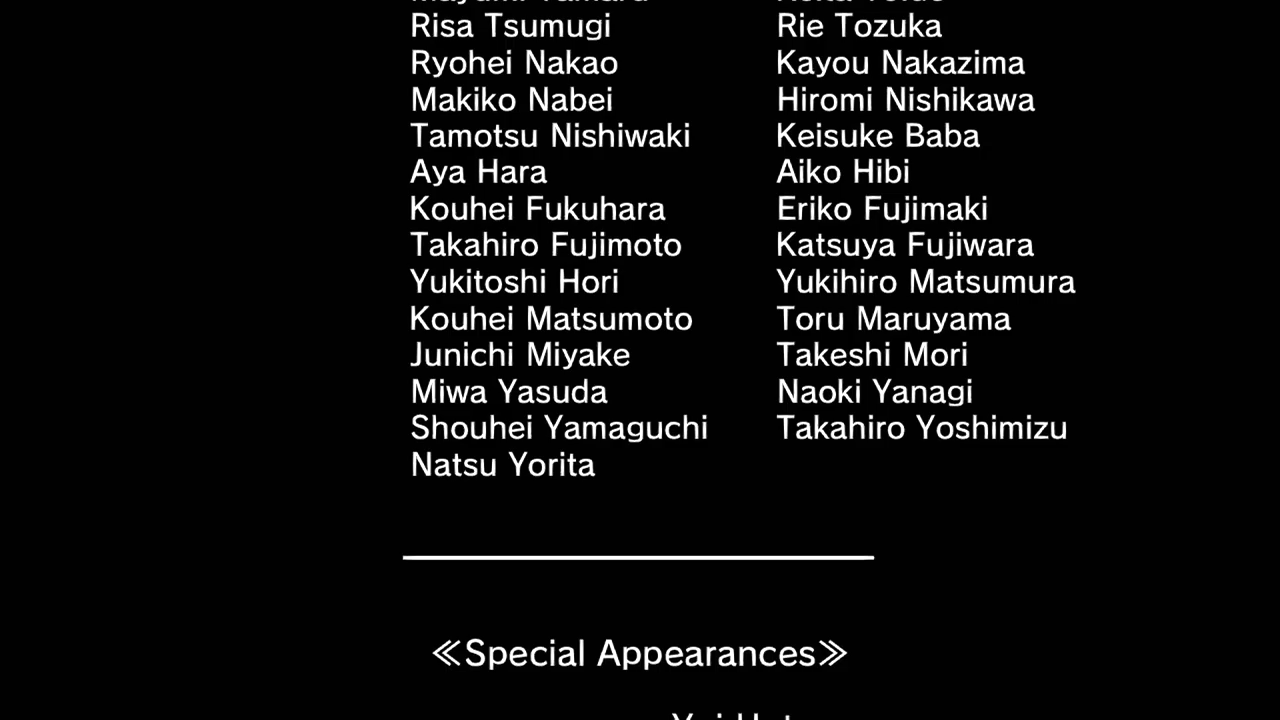 Risa Tsumugi Rie Tozuka
Ryohei Nakao Kayou Nakazima
Makiko Nabei Hiromi Nishikawa
Tamotsu Nishiwaki Keisuke Baba
Aya Hara Aiko Hibi
Kouhei Fukuhara Eriko Fujimaki
Takahiro Fujimoto Katsuya Fujiwara
Yukitoshi Hori Yukihiro Matsumura
Kouhei Matsumoto Toru Maruyama
Junichi Miyake Takeshi Mori
Miwa Yasuda Naoki Yanagi
Shouhei Yamaguchi Takahiro Yoshimizu
Natsu Yorita
≪Special Appearances≫